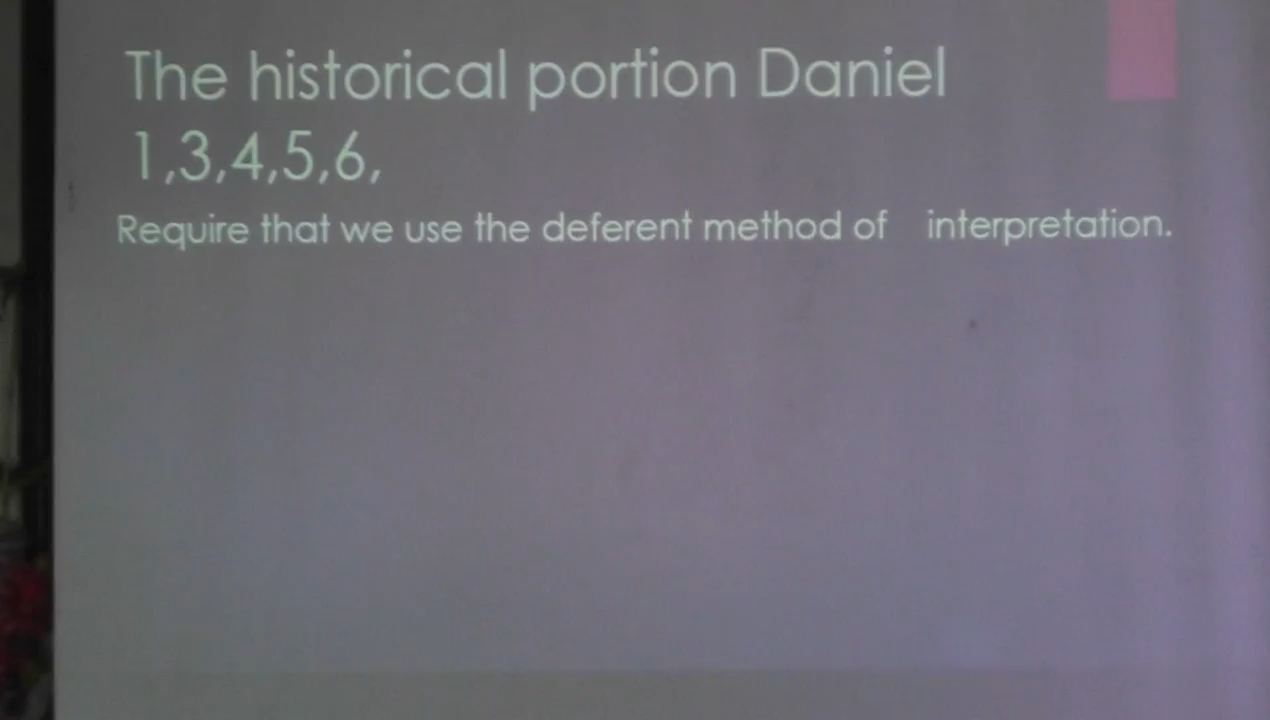 The historical portion Daniel
1,3,4,5,6,
Require that we use the deferent method of interpretation.